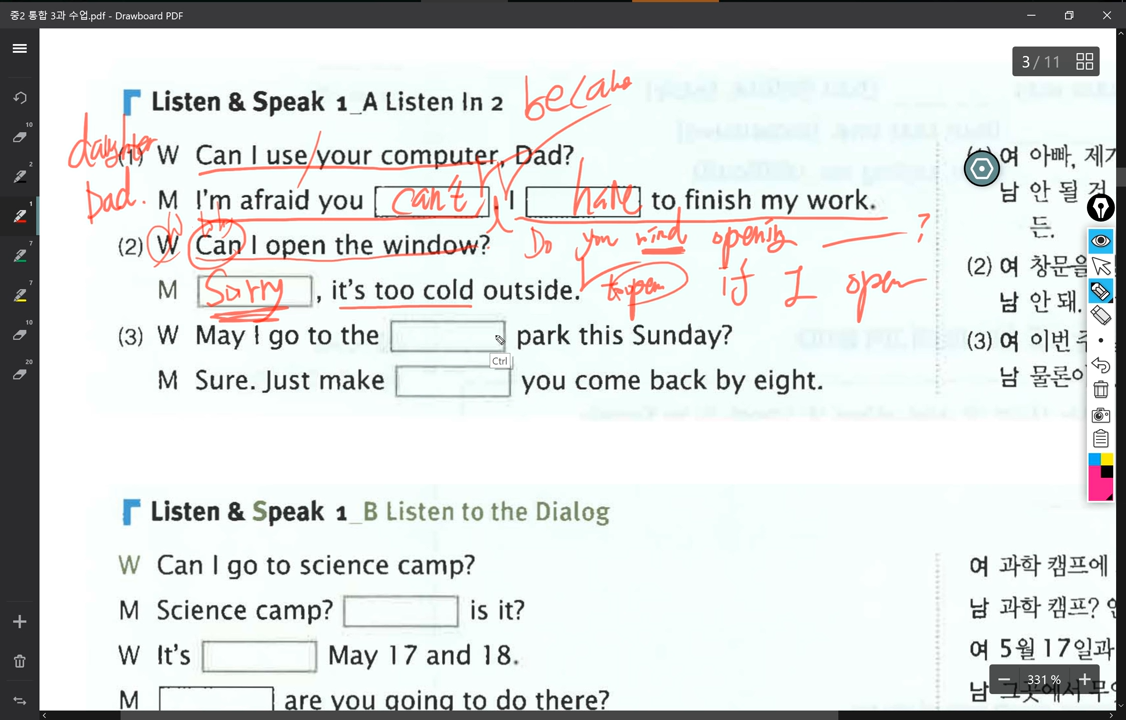 중2 통합 3과 수업.pdf - Drawboard PDF
3 / 11
Listen & Speak 1_A Listen In 2
because
daughter
(1) W Can I use your computer, Dad?
여 아빠, 제가
Dad.
M I'm afraid you can't. I have to finish my work.
남 안 될 것
든.
(2) W Can I open the window?
Do you mind opening ?
(2) 여 창문을
M Sorry, it's too cold outside.
to open if I open
남 안 돼.
(3) W May I go to the park this Sunday?
(3) 여 이번 주
Ctrl
M Sure. Just make you come back by eight.
남 물론이
Listen & Speak 1_B Listen to the Dialog
W Can I go to science camp?
여 과학 캠프에
M Science camp? is it?
남 과학 캠프?
W It's May 17 and 18.
여 5월 17일과
M are you going to do there?
남 그곳에서
331 %